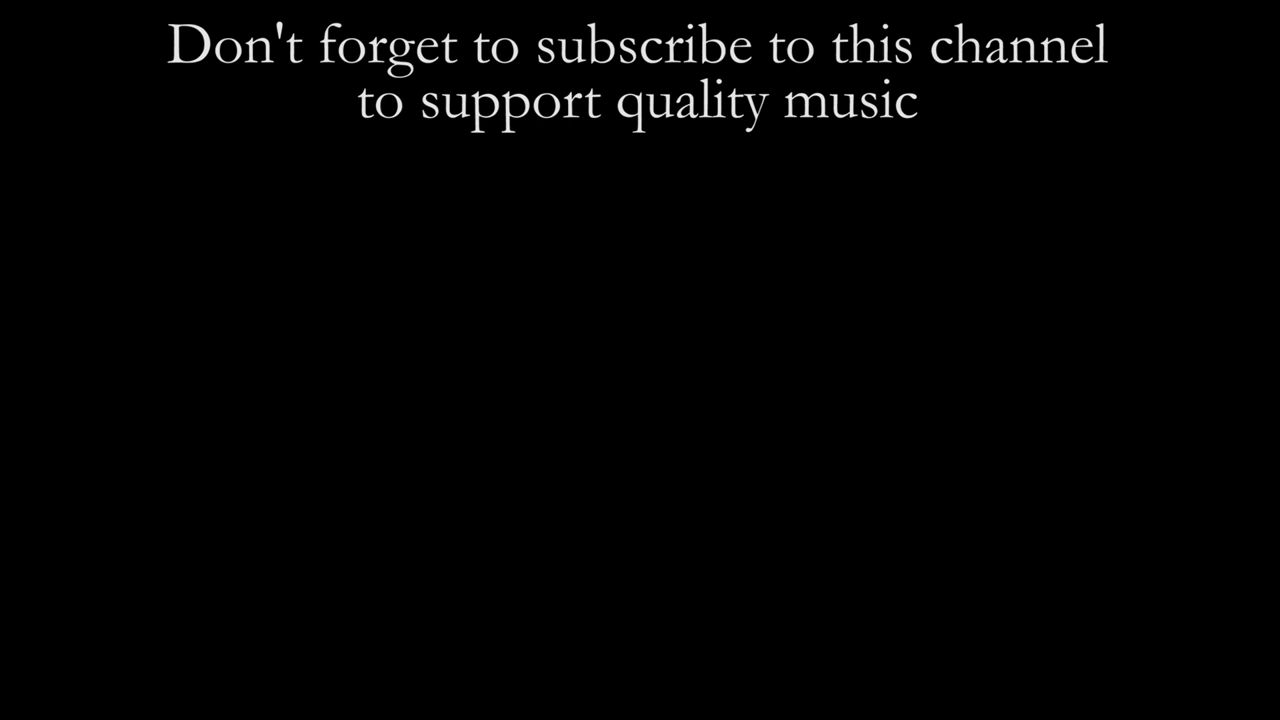 Don't forget to subscribe to this channel
to support quality music